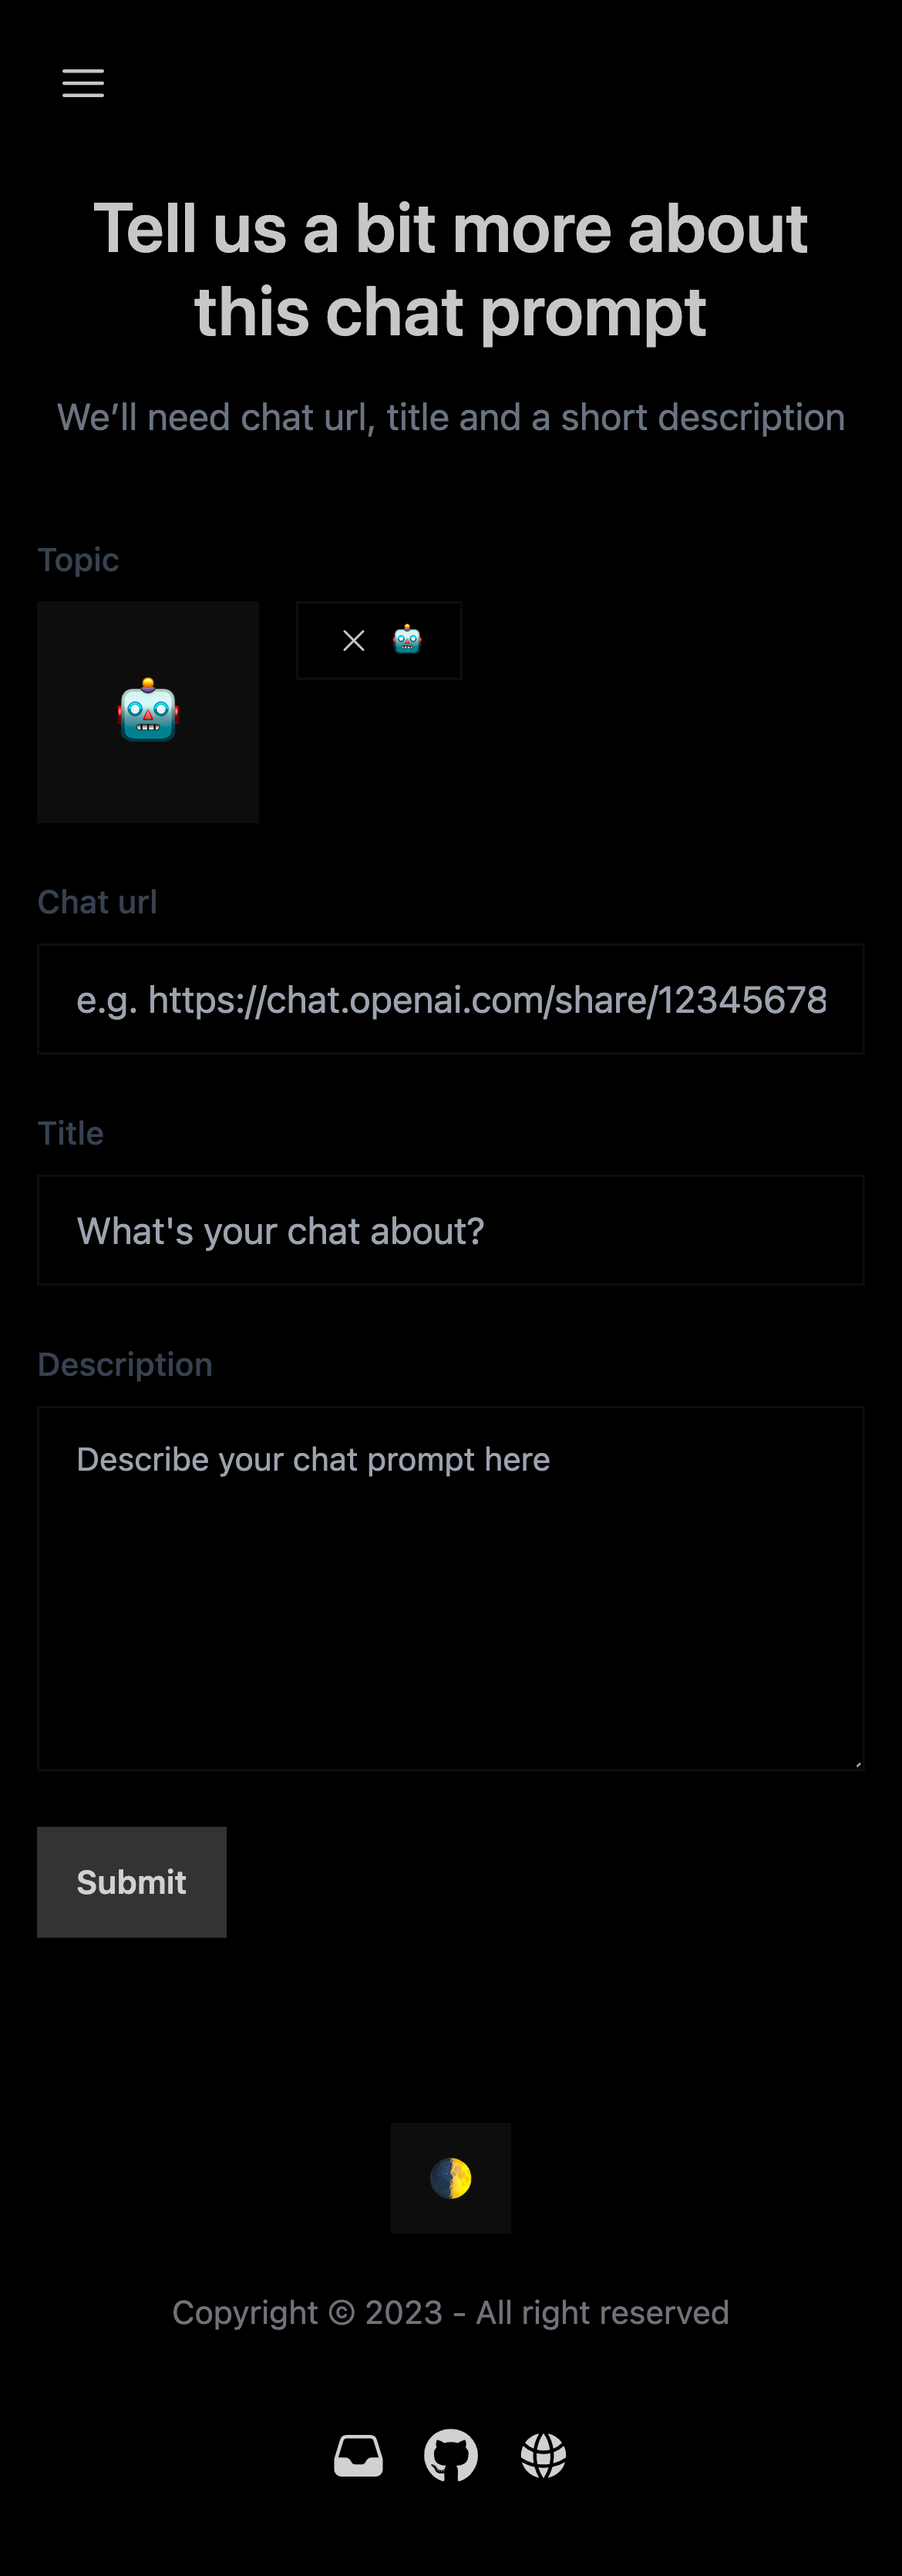 Tell us a bit more about
this chat prompt
We’ll need chat url, title and a short description
Topic
Chat url
e.g. https://chat.openai.com/share/12345678
Title
What's your chat about?
Description
Describe your chat prompt here
Submit
Copyright © 2023 - All right reserved